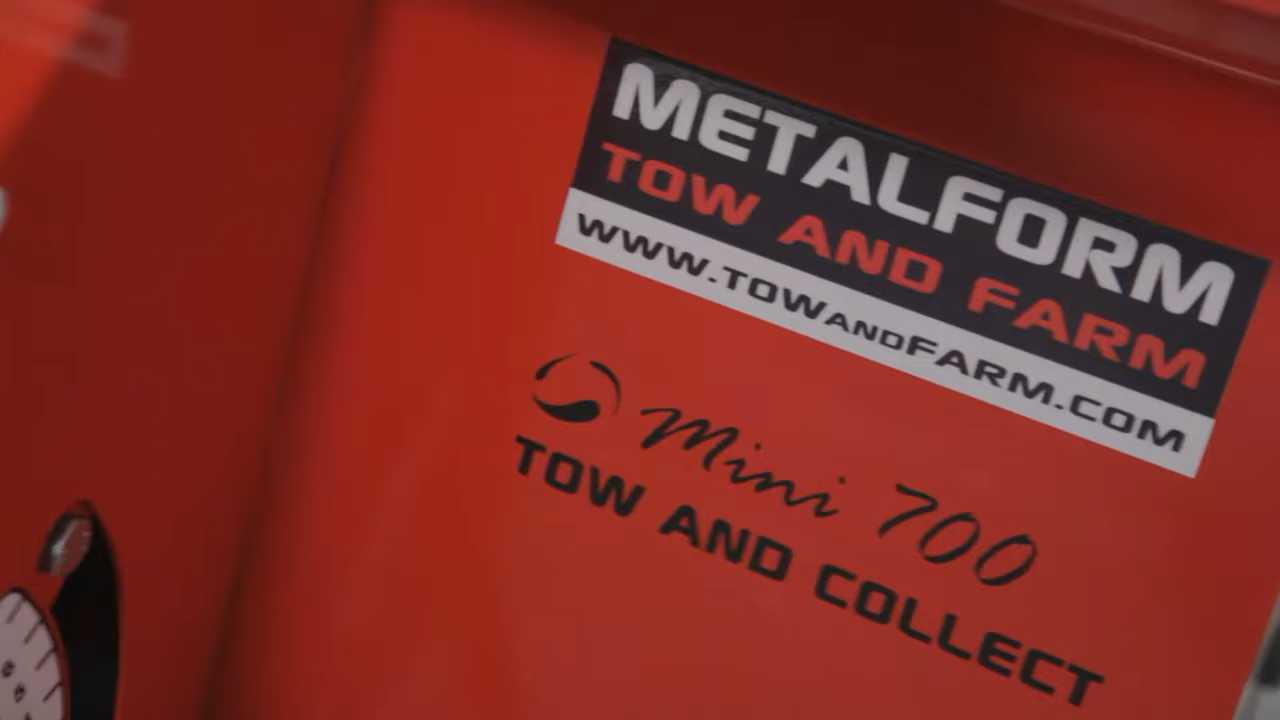 METALFORM
TOW AND FARM
WWW.TOWANDFARM.COM
Mini 700
TOW AND COLLECT